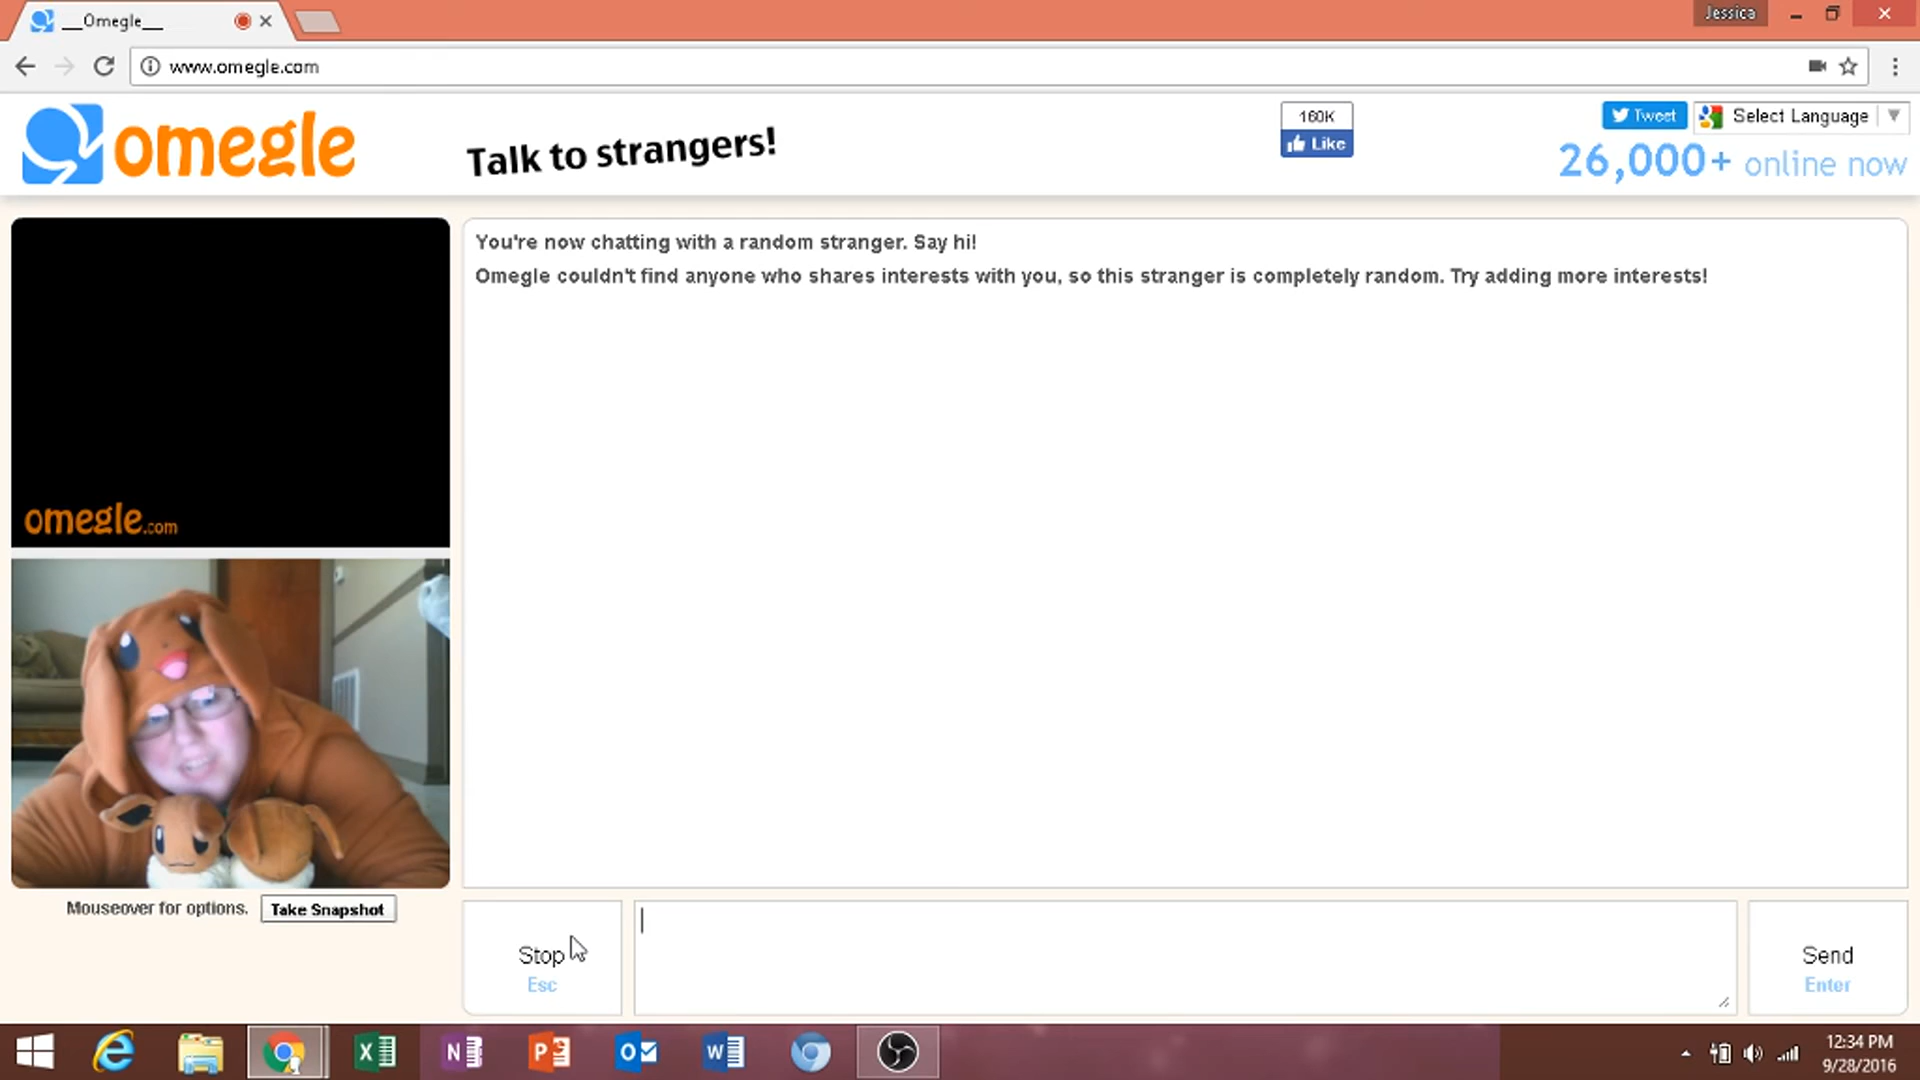 __Omegle__
Jessica
www.omegle.com
omegle
Talk to strangers!
160K
Like
Tweet
Select Language
26,000+ online now
You're now chatting with a random stranger. Say hi!
Omegle couldn't find anyone who shares interests with you, so this stranger is completely random. Try adding more interests!
omegle.com
Mouseover for options.
Take Snapshot
Stop
Esc
Send
Enter
12:34 PM
9/28/2016